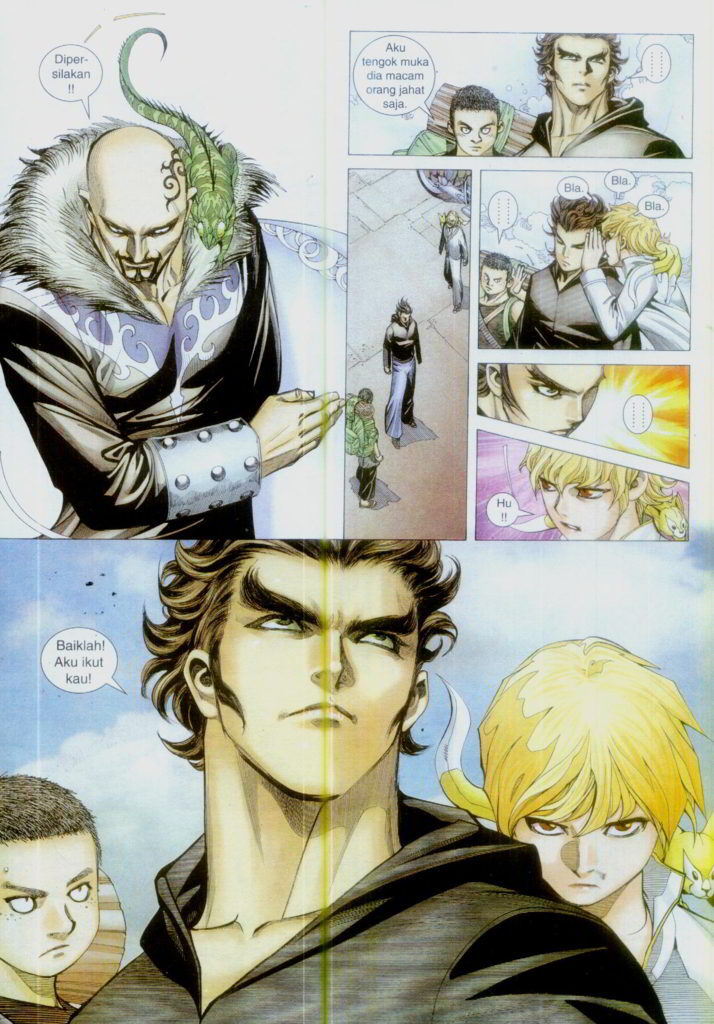 Diper-
silakan
!!
Aku
tengok muka
dia macam
orang jahat
saja.
......
......
Bla.
Bla.
Bla.
......
Hu
!!
Baiklah!
Aku ikut
kau!